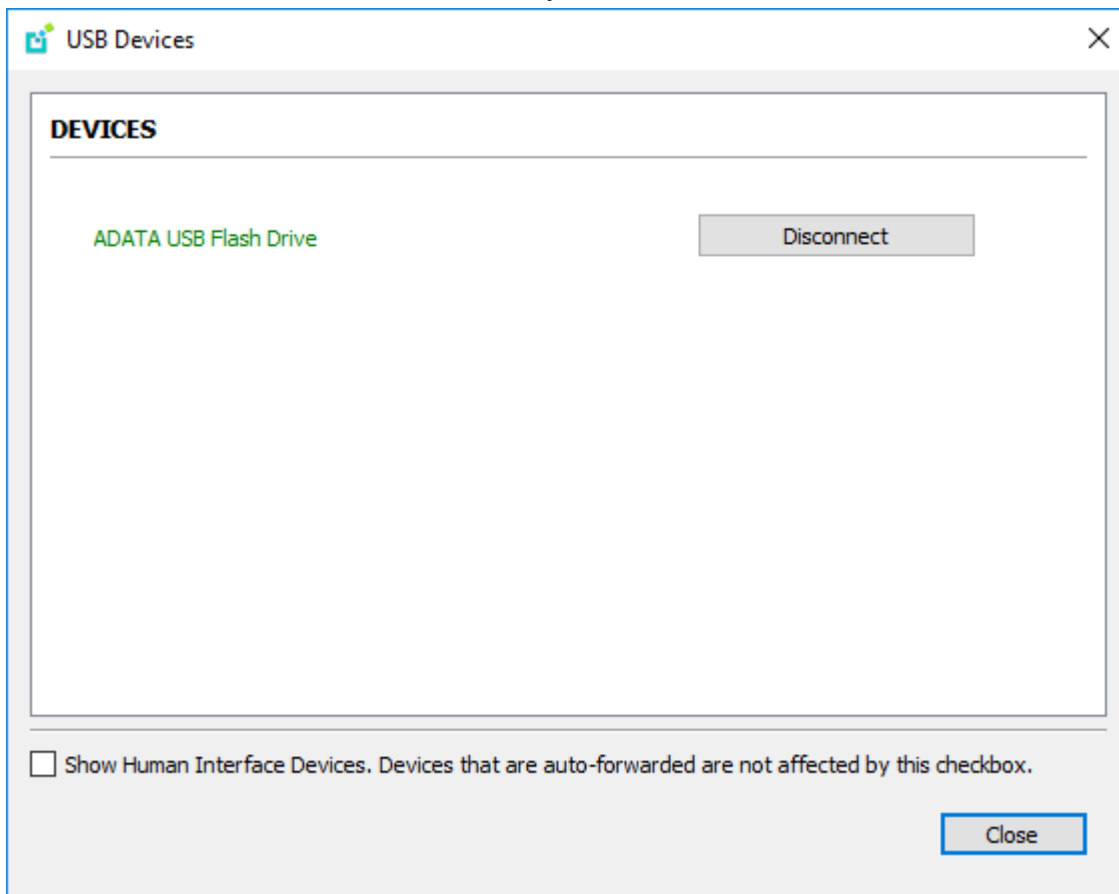 USB Devices
DEVICES
ADATA USB Flash Drive
Disconnect
Show Human Interface Devices. Devices that are auto-forwarded are not affected by this checkbox.
Close